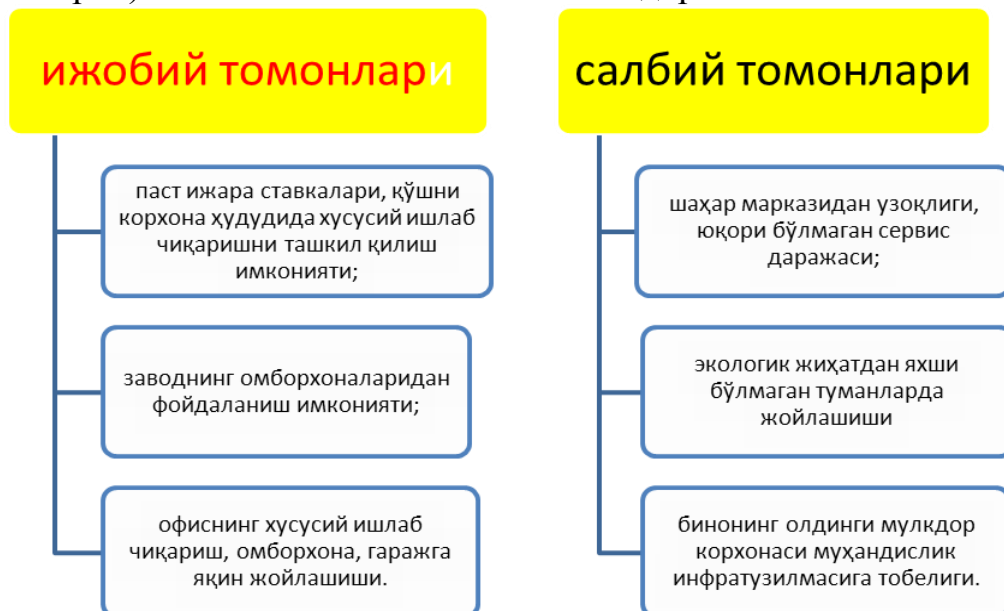 ижобий томонлари
паст ижара ставкалари, қўшни
корхона ҳудудида хусусий ишлаб
чиқаришни ташкил қилиш
имконияти;
заводнинг омборхоналаридан
фойдаланиш имконияти;
офиснинг хусусий ишлаб
чиқариш, омборхона, гаражга
яқин жойлашиши.
салбий томонлари
шаҳар марказидан узоқлиги,
юқори бўлмаган сервис
даражаси;
экологик жиҳатдан яхши
бўлмаган туманларда
жойлашиши
бинонинг олдинги мулкдор
корхонаси муҳандислик
инфратузилмасига тобелиги.